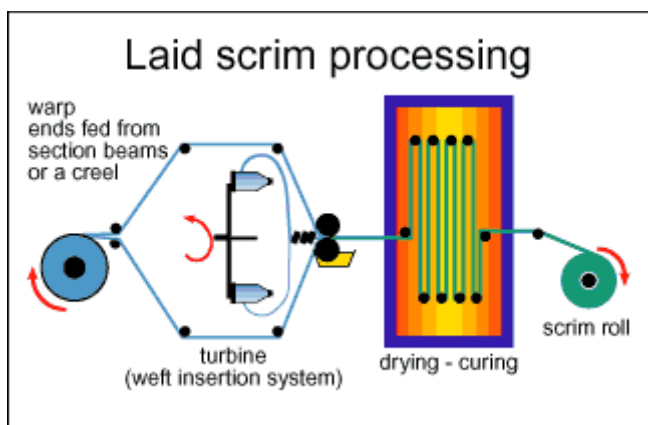 Laid scrim processing
warp
ends fed from
section beams
or a creel
turbine
(weft insertion system)
drying - curing
scrim roll